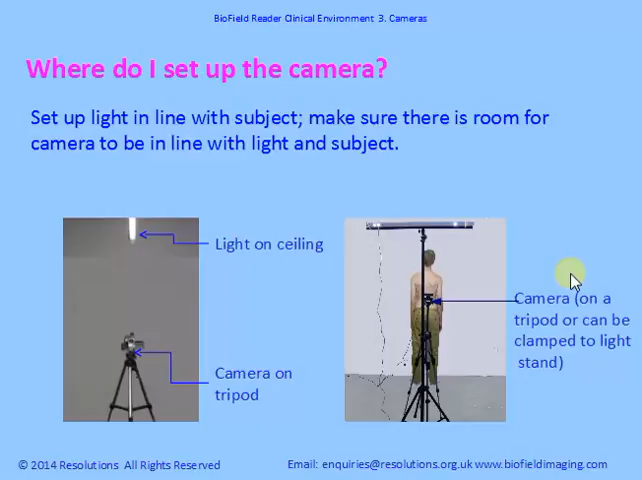 BioField Reader Clinical Environment  3. Cameras
Where do I set up the camera?
Set up light in line with subject; make sure there is room for
camera to be in line with light and subject.
Light on ceiling
Camera on
tripod
Camera (on a
tripod or can be
clamped to light
stand)
© 2014 Resolutions  All Rights Reserved
Email: enquiries@resolutions.org.uk www.biofieldimaging.com